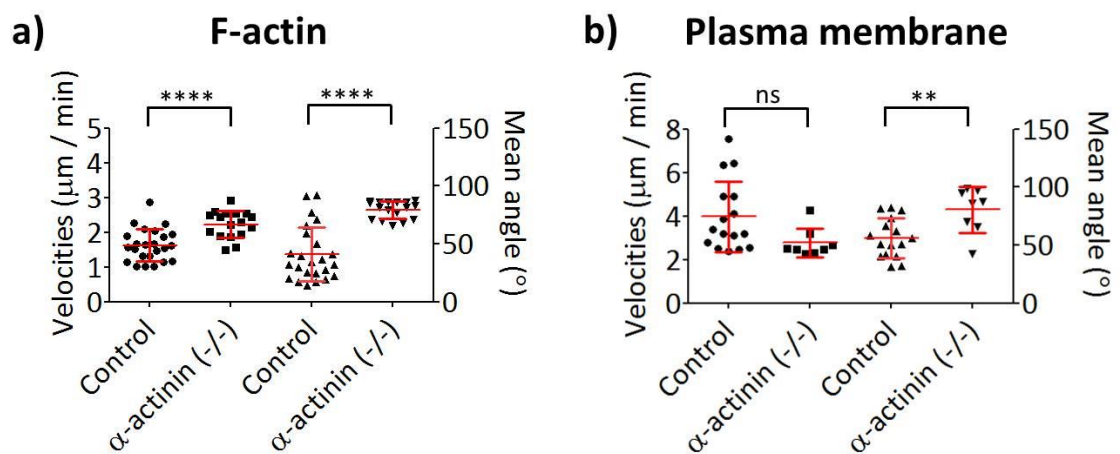 a) F-actin
Velocities (μm / min)
5
4
3
2
1
0
****
****
150
100
50
0
Mean angle (°)
Control
α-actinin (-/-)
Control
α-actinin (-/-)
b) Plasma membrane
Velocities (μm / min)
8
6
4
2
0
ns
**
150
100
50
0
Mean angle (°)
Control
α-actinin (-/-)
Control
α-actinin (-/-)